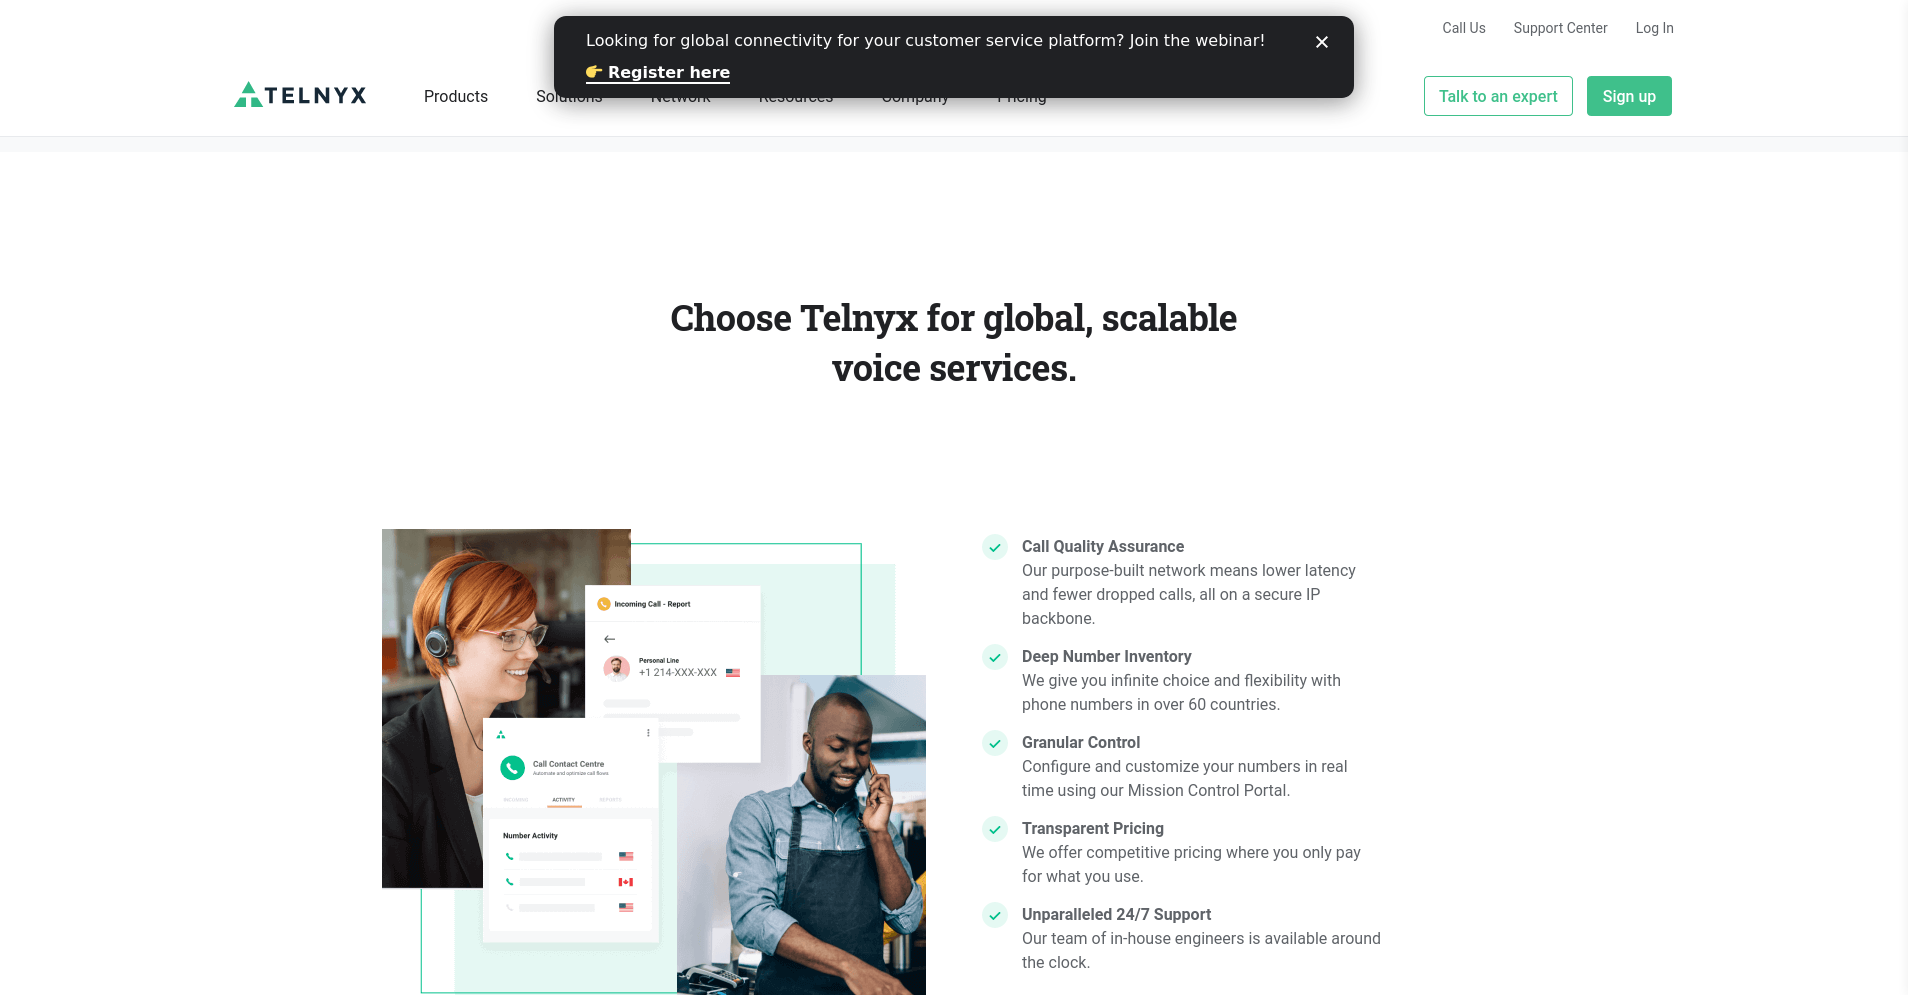 Looking for global connectivity for your customer service platform? Join the webinar!
👉 Register here
Call Us Support Center Log In
TELNYX Products Solutions Network Resources Company Pricing
Talk to an expert Sign up
Choose Telnyx for global, scalable
voice services.
Incoming Call - Report
Personal Line
+1 214-XXX-XXX
Call Contact Centre
Automate and optimize call flows
INCOMING ACTIVITY REPORTS
Number Activity
Call Quality Assurance
Our purpose-built network means lower latency
and fewer dropped calls, all on a secure IP
backbone.
Deep Number Inventory
We give you infinite choice and flexibility with
phone numbers in over 60 countries.
Granular Control
Configure and customize your numbers in real
time using our Mission Control Portal.
Transparent Pricing
We offer competitive pricing where you only pay
for what you use.
Unparalleled 24/7 Support
Our team of in-house engineers is available around
the clock.